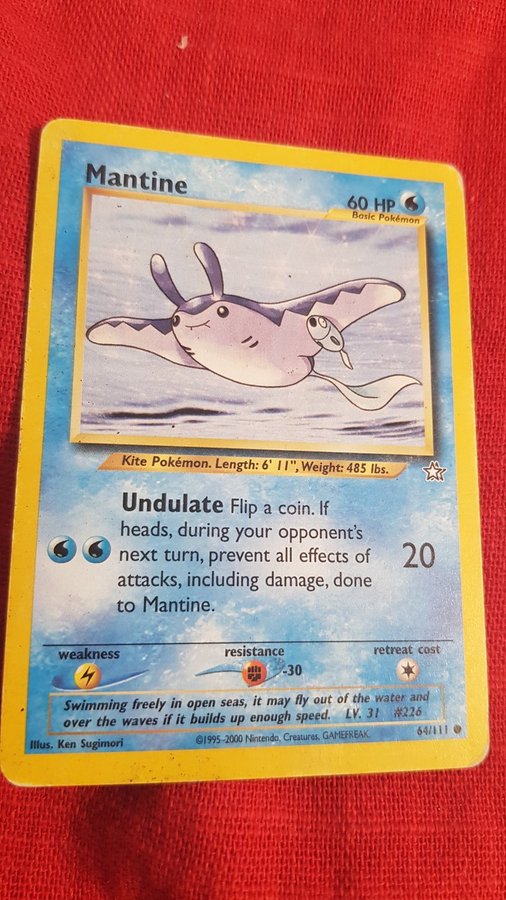 Mantine
60 HP
Basic Pokémon
Kite Pokémon. Length: 6' 11", Weight: 485 lbs.
Undulate Flip a coin. If
heads, during your opponent's
next turn, prevent all effects of
attacks, including damage, done
to Mantine.
20
weakness
resistance
-30
retreat cost
Swimming freely in open seas, it may fly out of the water and
over the waves if it builds up enough speed. LV. 31 #226
Illus. Ken Sugimori
©1995-2000 Nintendo, Creatures, GAMEFREAK.
64/111